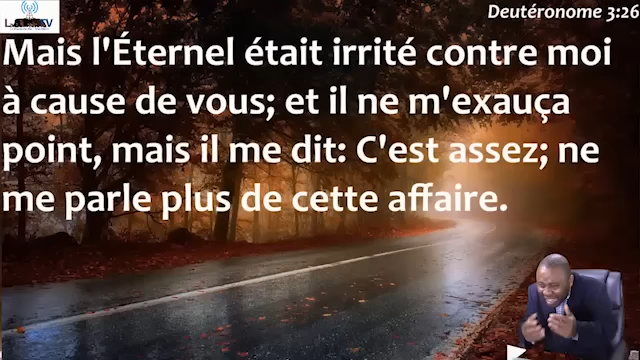 Deutéronome 3:26
Mais l'Éternel était irrité contre moi
à cause de vous; et il ne m'exauça
point, mais il me dit: C'est assez; ne
me parle plus de cette affaire.